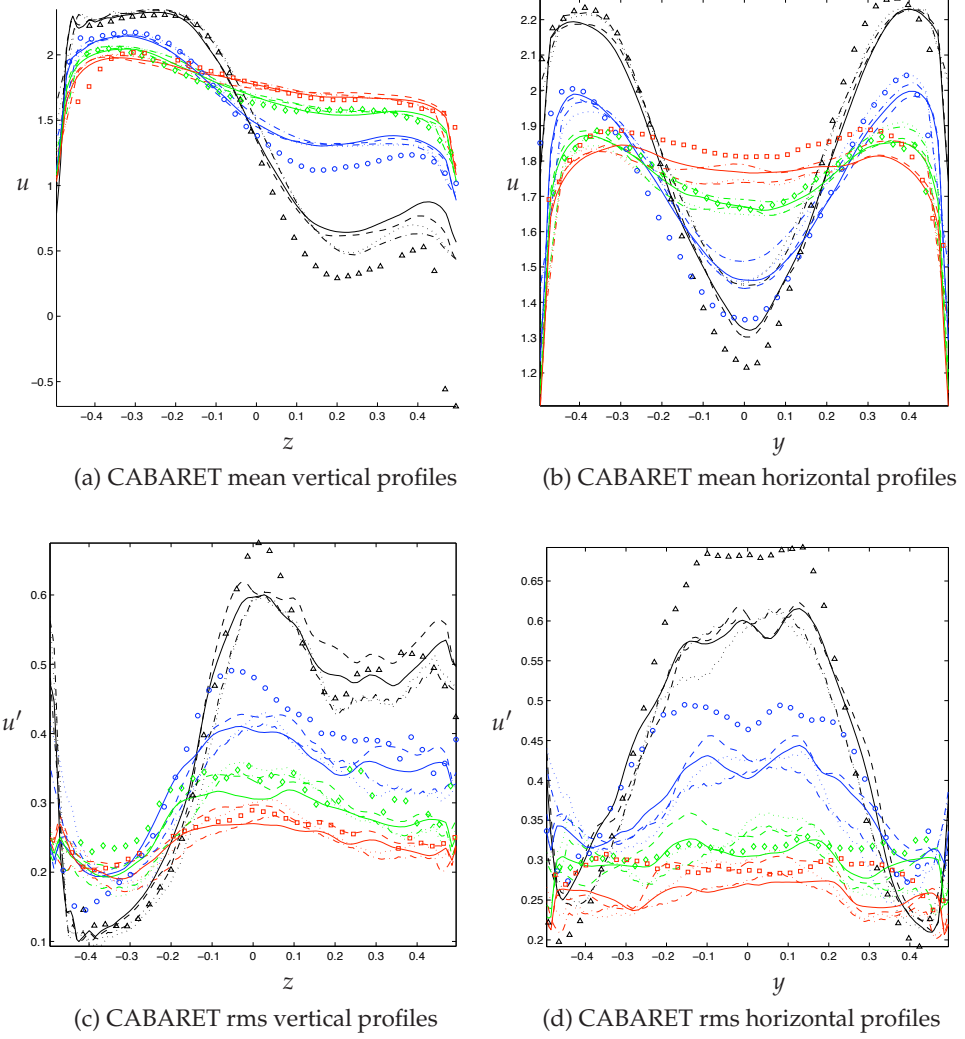 2
1.5
1
0.5
0
−0.5
u
−0.4 −0.3 −0.2 −0.1 0 0.1 0.2 0.3 0.4
z
(a) CABARET mean vertical profiles
2.2
2.1
2
1.9
1.8
1.7
1.6
1.5
1.4
1.3
1.2
u
−0.4 −0.3 −0.2 −0.1 0 0.1 0.2 0.3 0.4
y
(b) CABARET mean horizontal profiles
0.6
0.5
0.4
0.3
0.2
0.1
u′
−0.4 −0.3 −0.2 −0.1 0 0.1 0.2 0.3 0.4
z
(c) CABARET rms vertical profiles
0.65
0.6
0.55
0.5
0.45
0.4
0.35
0.3
0.25
0.2
u′
−0.4 −0.3 −0.2 −0.1 0 0.1 0.2 0.3 0.4
y
(d) CABARET rms horizontal profiles